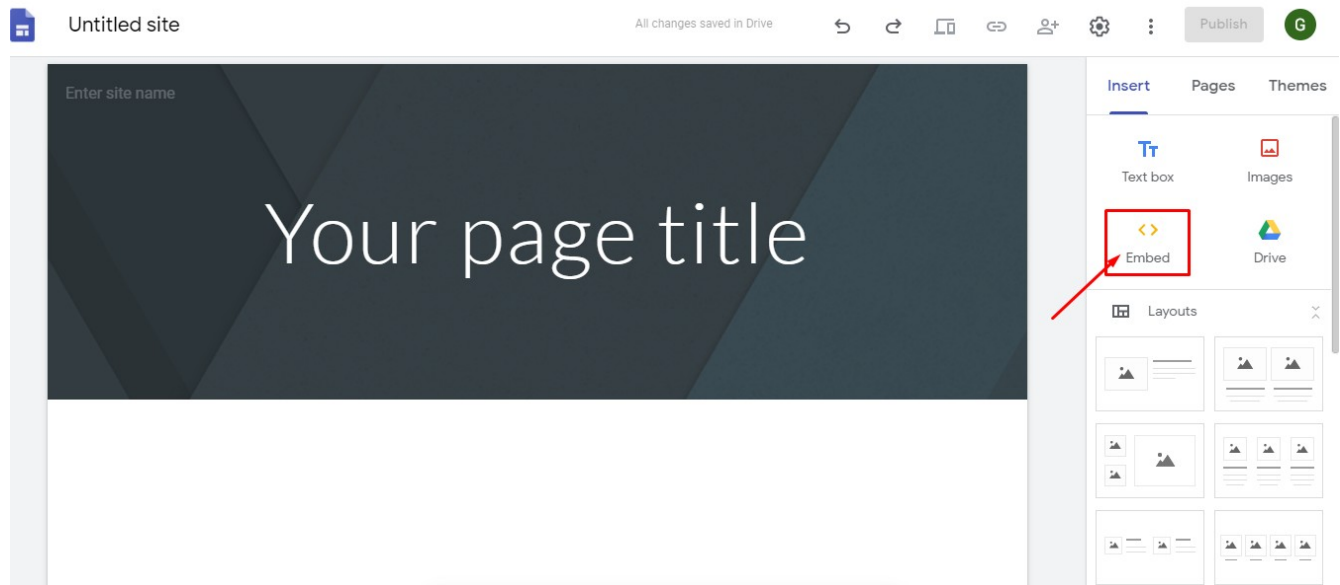 Untitled site
All changes saved in Drive
Publish
G
Insert Pages Themes
Enter site name
Your page title
Text box Images
Embed Drive
Layouts